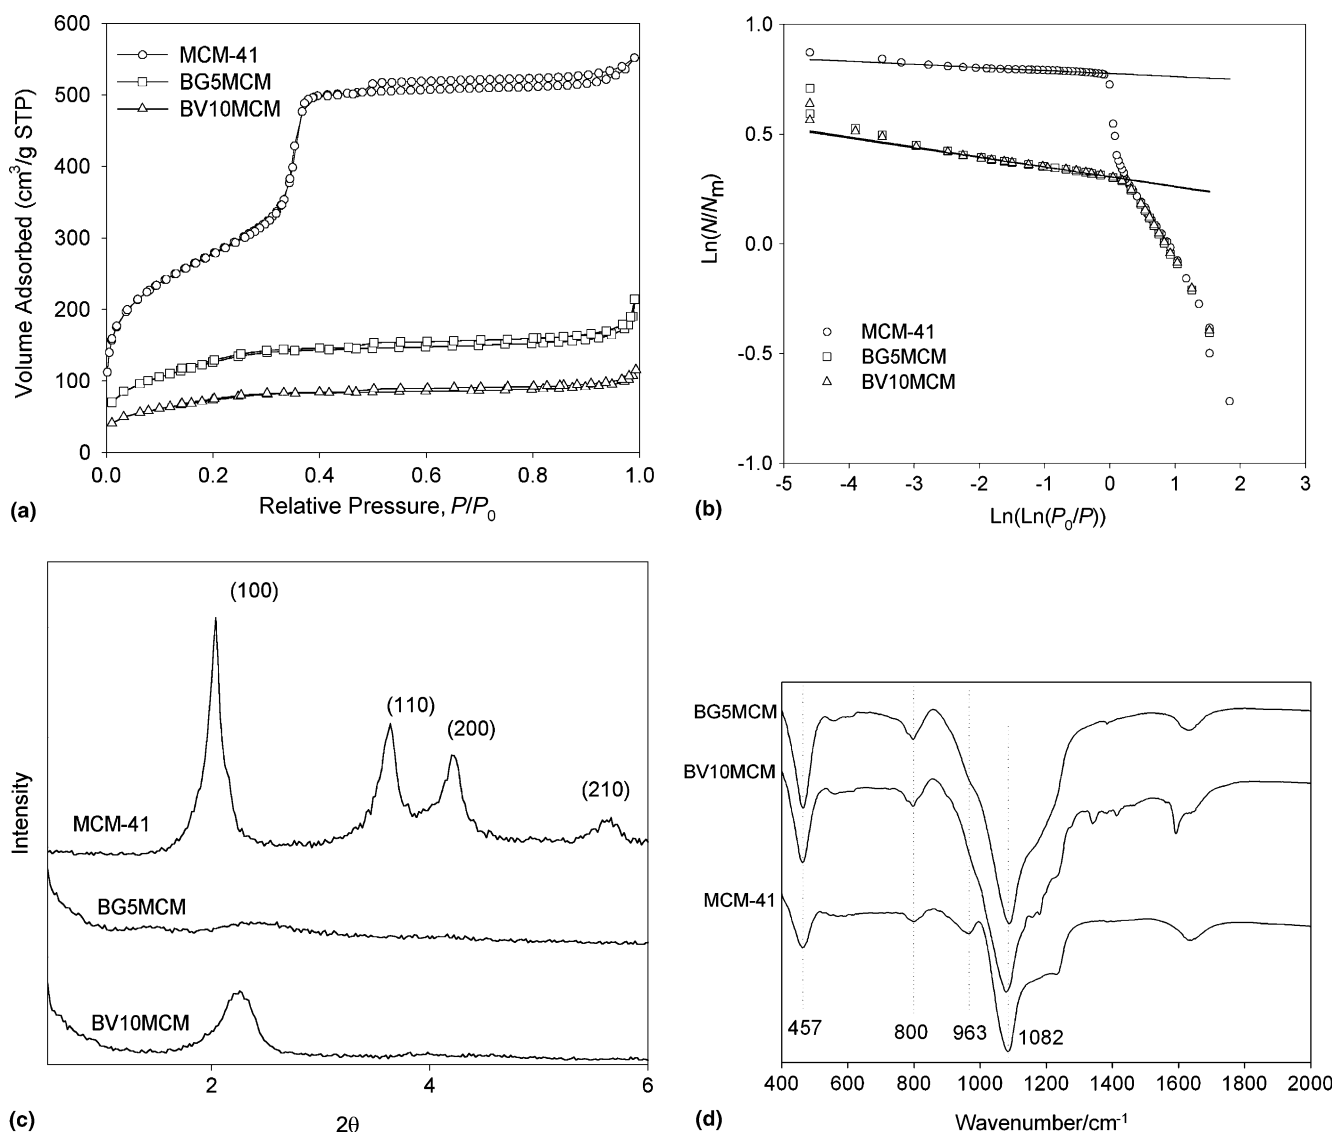 600
500
400
300
200
100
0
Volume Adsorbed (cm³/g STP)
MCM-41
BG5MCM
BV10MCM
0.0 0.2 0.4 0.6 0.8 1.0
Relative Pressure, P/P₀
(a)
1.0
0.5
0.0
-0.5
-1.0
Ln(N/Nm)
MCM-41
BG5MCM
BV10MCM
-5 -4 -3 -2 -1 0 1 2 3
Ln(Ln(P₀/P))
(b)
Intensity
(100)
(110)
(200)
(210)
MCM-41
BG5MCM
BV10MCM
2 4 6
2θ
(c)
BG5MCM
BV10MCM
MCM-41
457 800 963 1082
400 600 800 1000 1200 1400 1600 1800 2000
Wavenumber/cm⁻¹
(d)